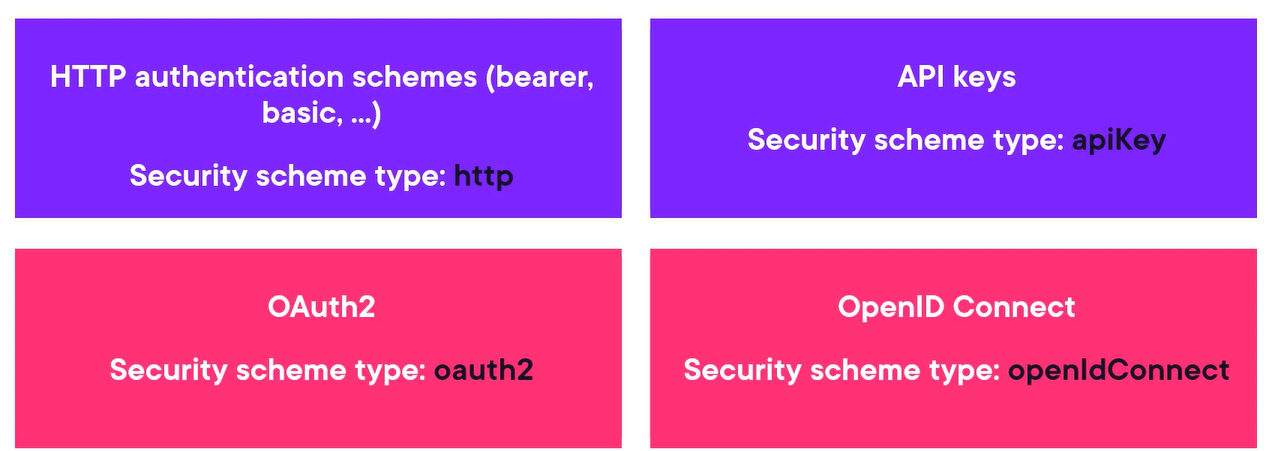 HTTP authentication schemes (bearer,
basic, ...)
Security scheme type: http
API keys
Security scheme type: apiKey
OAuth2
Security scheme type: oauth2
OpenID Connect
Security scheme type: openIdConnect